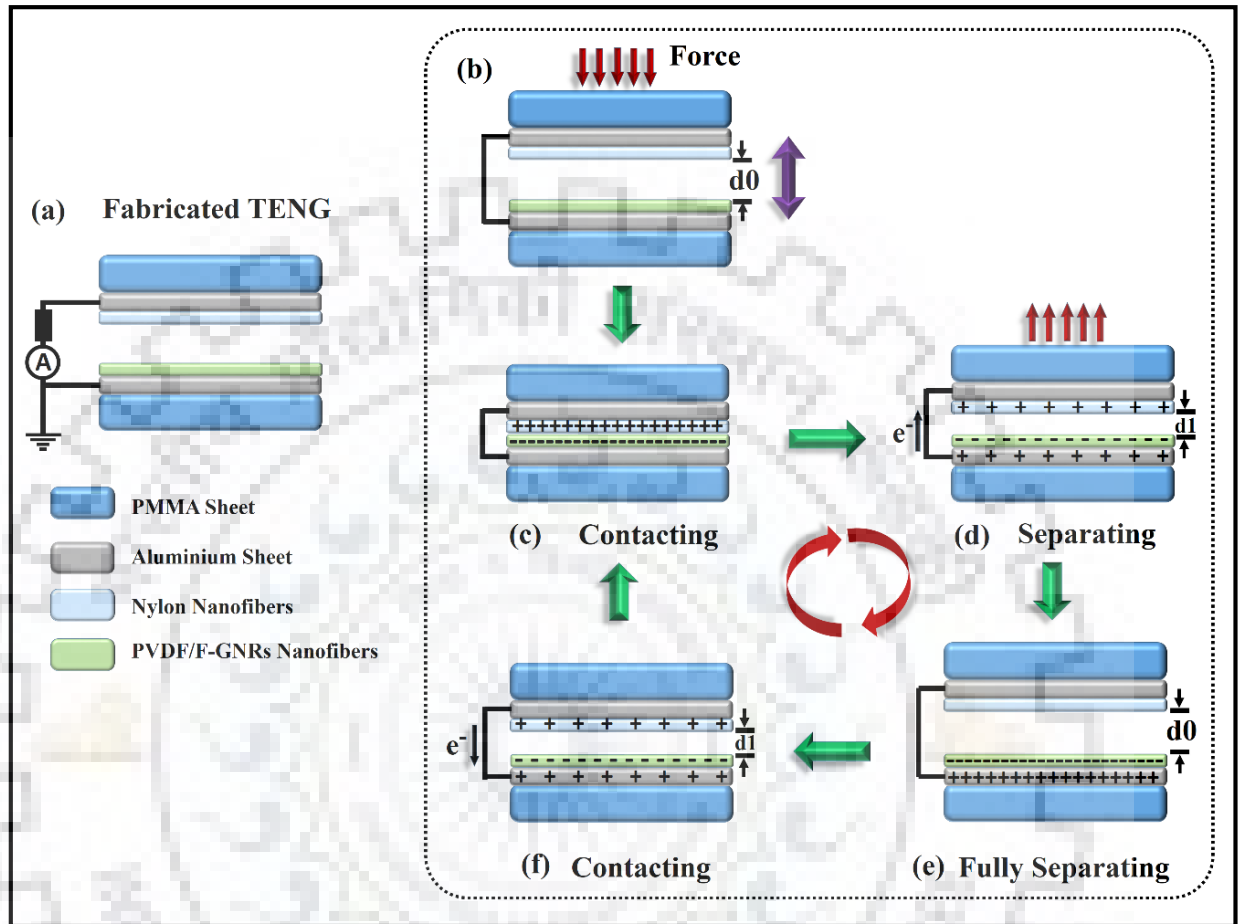 (b)
Force
d0
(a) Fabricated TENG
A
PMMA Sheet
Aluminium Sheet
Nylon Nanofibers
PVDF/F-GNRs Nanofibers
++++++++++++++++++
(c) Contacting
e-
+ + + + + + + +
- - - - - - - - - -
d1
+ + + + + + + +
(d) Separating
e-
+ + + + + + + +
d1
- - - - - - - - - -
+ + + + + + + +
(f) Contacting
d0
(e) Fully Separating